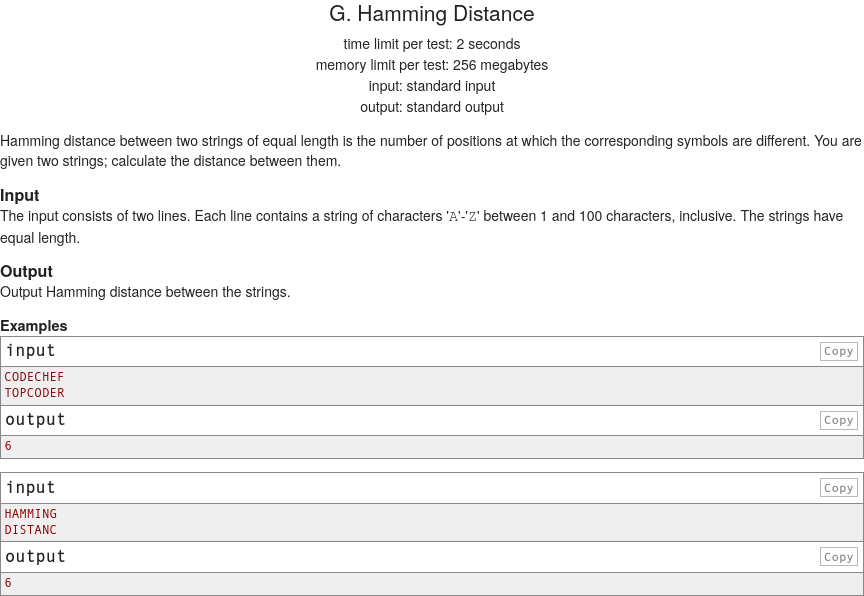 G. Hamming Distance
time limit per test: 2 seconds
memory limit per test: 256 megabytes
input: standard input
output: standard output
Hamming distance between two strings of equal length is the number of positions at which the corresponding symbols are different. You are
given two strings; calculate the distance between them.
Input
The input consists of two lines. Each line contains a string of characters 'A'-'Z' between 1 and 100 characters, inclusive. The strings have
equal length.
Output
Output Hamming distance between the strings.
Examples
input Copy
CODECHEF
TOPCODER
output Copy
6
input Copy
HAMMING
DISTANC
output Copy
6